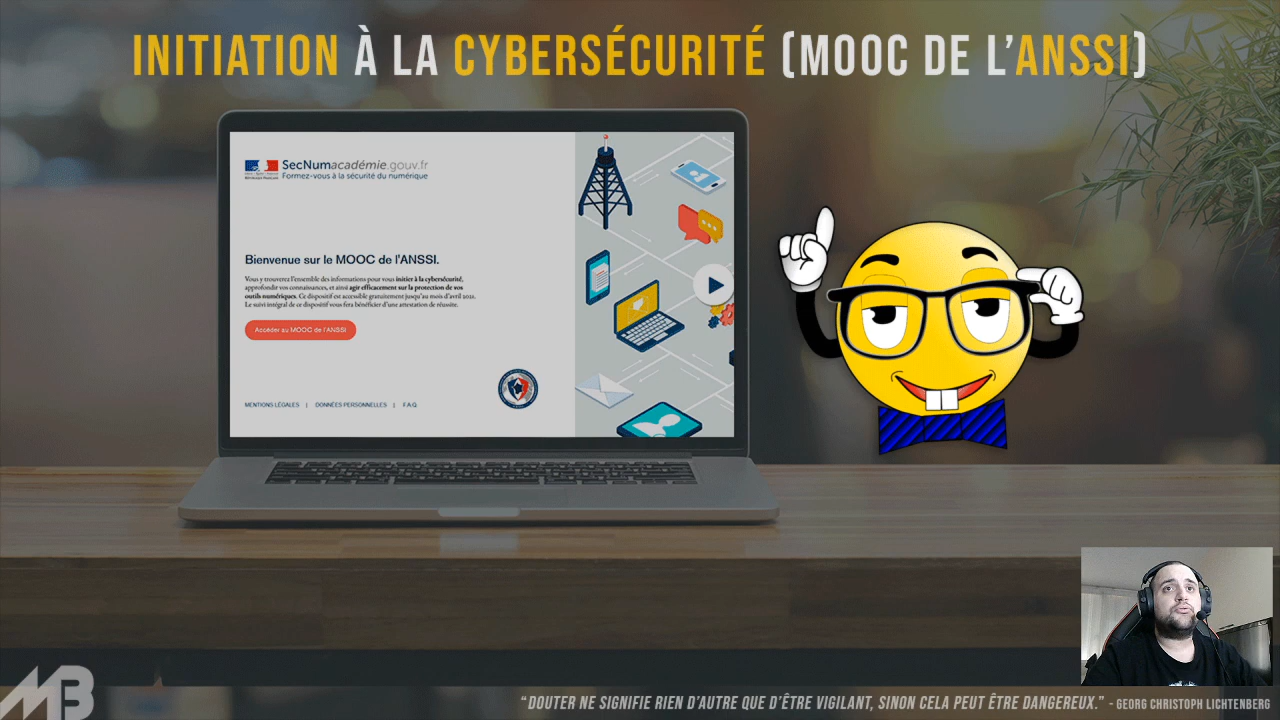 INITIATION À LA CYBERSÉCURITÉ (MOOC DE L'ANSSI)
SecNumacadémie.gouv.fr
Formez-vous à la sécurité du numérique
Bienvenue sur le MOOC de l'ANSSI.
Vous y trouverez l'ensemble des informations pour vous initier à la cybersécurité,
approfondir vos connaissances, et ainsi agir efficacement sur la protection de vos
outils numériques. Ce dispositif est accessible gratuitement jusqu'au mois d'avril 2021.
Le suivi intégral de ce dispositif vous fera bénéficier d'une attestation de réussite.
Accéder au MOOC de l'ANSSI
MENTIONS LÉGALES | DONNÉES PERSONNELLES | F.A.Q.
MB
“DOUTER NE SIGNIFIE RIEN D'AUTRE QUE D'ÊTRE VIGILANT, SINON CELA PEUT ÊTRE DANGEREUX.” - GEORG CHRISTOPH LICHTENBERG